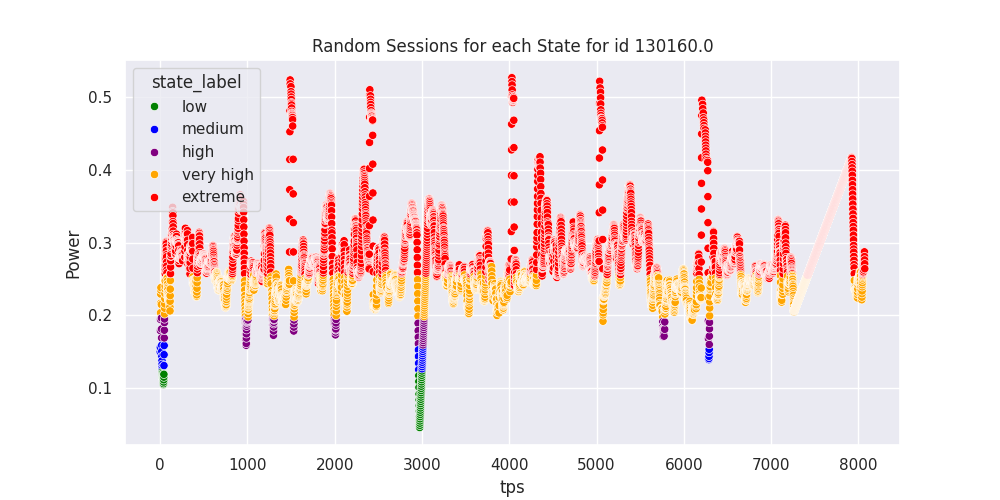 Random Sessions for each State for id 130160.0
state_label
low
medium
high
very high
extreme
Power
0.5
0.4
0.3
0.2
0.1
0 1000 2000 3000 4000 5000 6000 7000 8000
tps